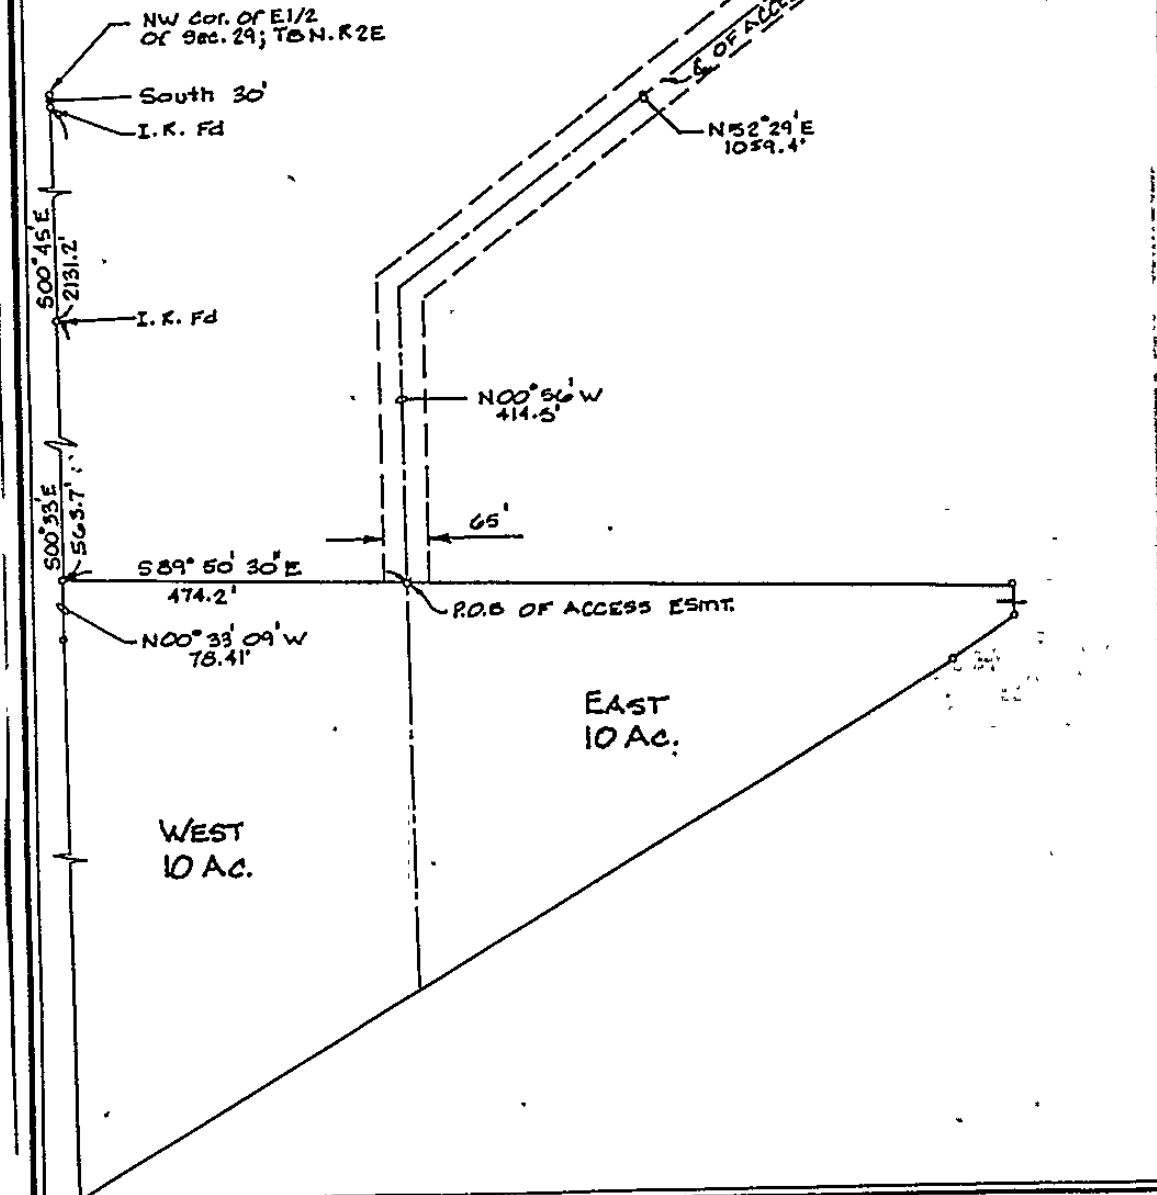 NW cor. of E1/2
of Sec. 29; T8N. R2E
South 30'
I.R. Fd
₵ OF ACCE
N52°29'E
1059.4'
S00°45'E
2131.2'
I.R. Fd
N00°56'W
414.5'
S00°33'E
563.7'
65'
S89°50'30"E
474.2'
P.O.B OF ACCESS ESMT.
N00°33'09"W
78.41'
EAST
10 Ac.
WEST
10 Ac.